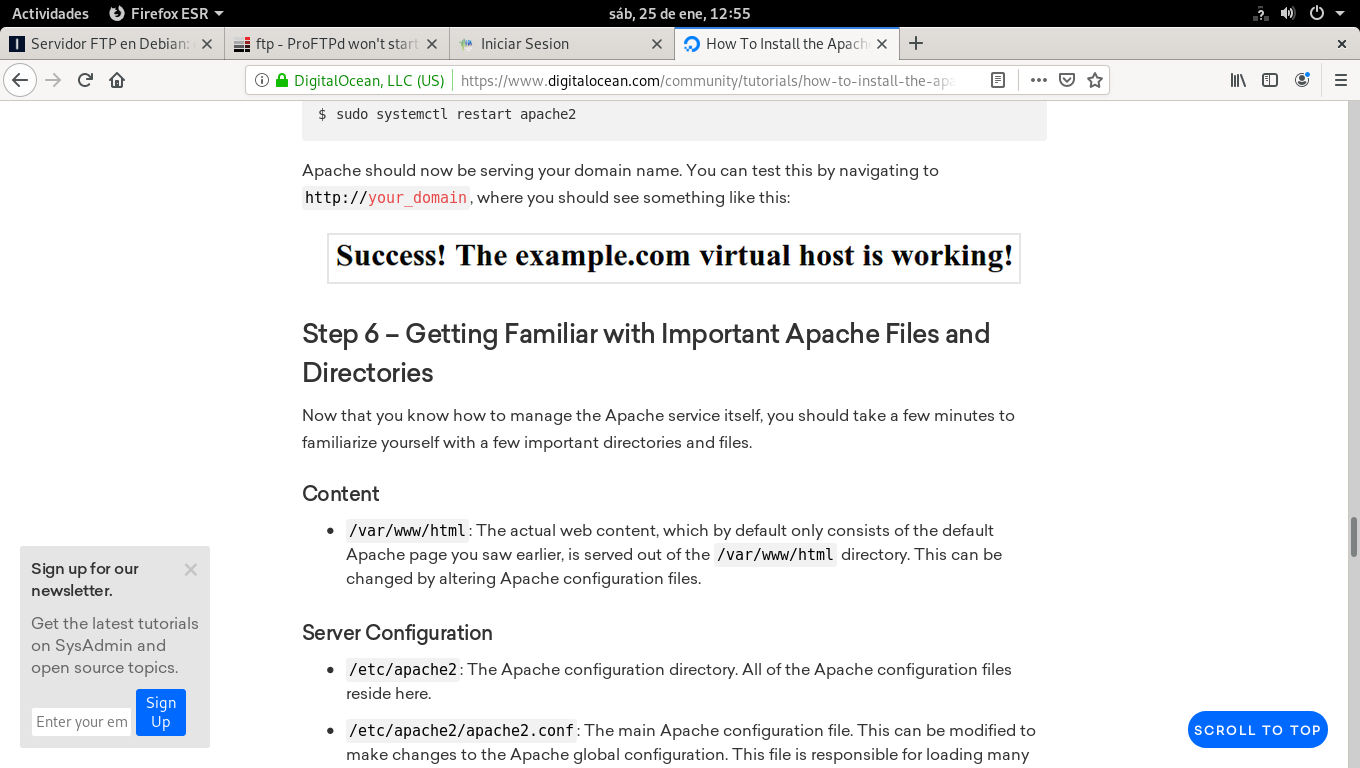 Actividades Firefox ESR sáb, 25 de ene, 12:55
Servidor FTP en Debian: ftp - ProFTPd won't start Iniciar Sesion How To Install the Apach
DigitalOcean, LLC (US) https://www.digitalocean.com/community/tutorials/how-to-install-the-apa
$ sudo systemctl restart apache2
Apache should now be serving your domain name. You can test this by navigating to
http://your_domain, where you should see something like this:
Success! The example.com virtual host is working!
Step 6 – Getting Familiar with Important Apache Files and
Directories
Now that you know how to manage the Apache service itself, you should take a few minutes to
familiarize yourself with a few important directories and files.
Content
• /var/www/html: The actual web content, which by default only consists of the default
Apache page you saw earlier, is served out of the /var/www/html directory. This can be
changed by altering Apache configuration files.
Server Configuration
• /etc/apache2: The Apache configuration directory. All of the Apache configuration files
reside here.
• /etc/apache2/apache2.conf: The main Apache configuration file. This can be modified to
make changes to the Apache global configuration. This file is responsible for loading many
Sign up for our
newsletter.
Get the latest tutorials
on SysAdmin and
open source topics.
Enter your em
Sign
Up
SCROLL TO TOP